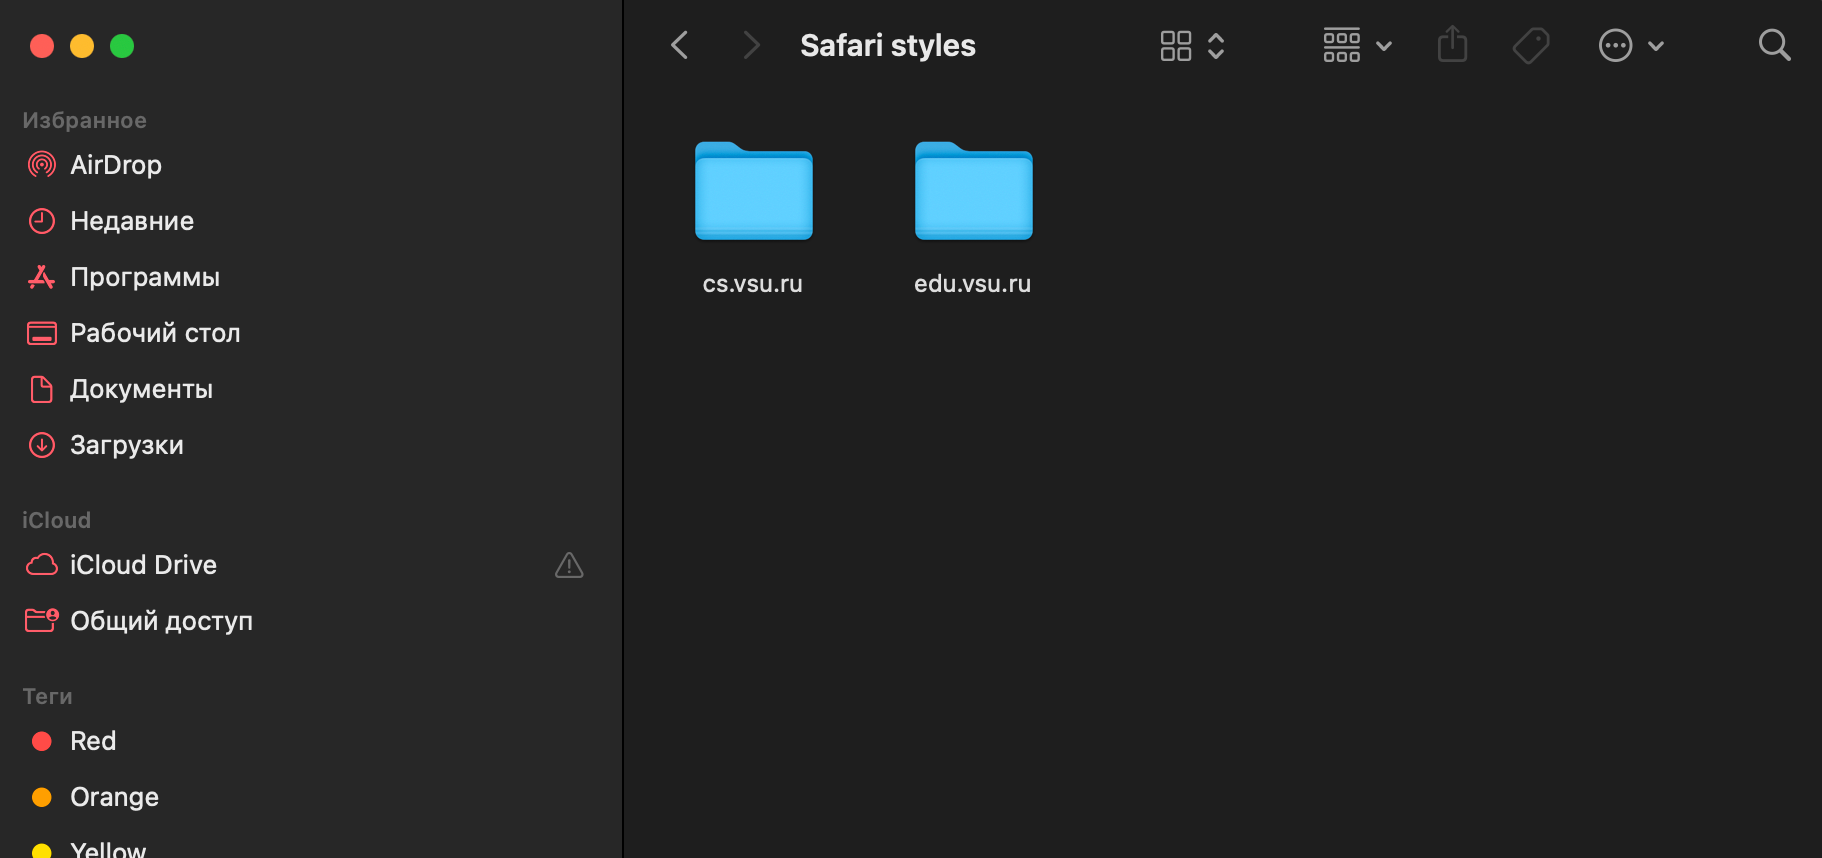 Safari styles
Избранное
AirDrop
Недавние
Программы
Рабочий стол
Документы
Загрузки
iCloud
iCloud Drive
Общий доступ
Теги
Red
Orange
Yellow
cs.vsu.ru
edu.vsu.ru